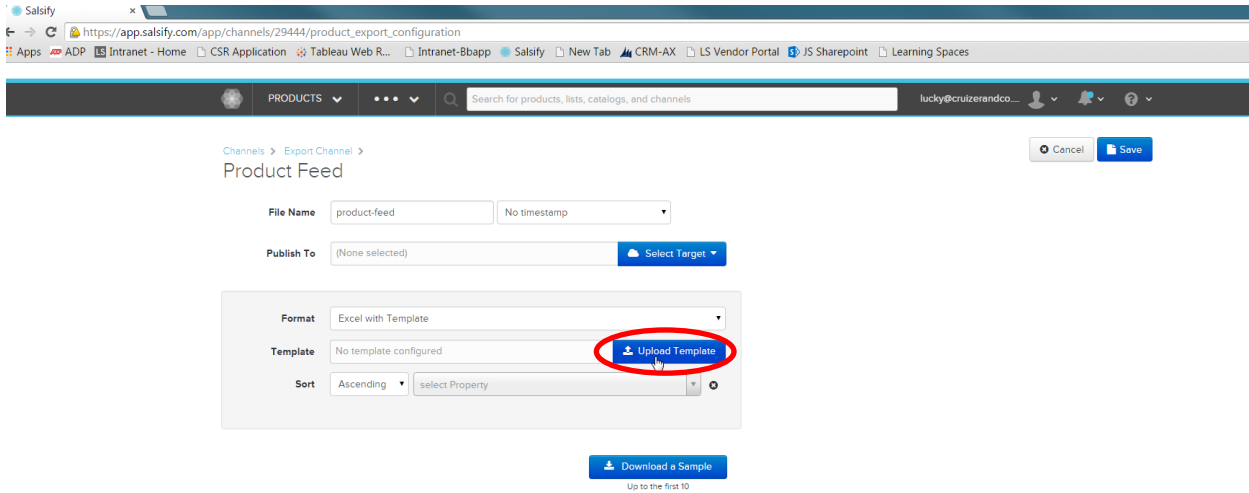 Salsify ×
https://app.salsify.com/app/channels/29444/product_export_configuration
Apps ADP LS Intranet - Home CSR Application Tableau Web R... Intranet-Bbapp Salsify New Tab CRM-AX LS Vendor Portal JS Sharepoint Learning Spaces
PRODUCTS ••• Search for products, lists, catalogs, and channels lucky@cruizerandco... ?
Channels > Export Channel > Cancel Save
Product Feed
File Name product-feed No timestamp
Publish To (None selected) Select Target
Format Excel with Template
Template No template configured Upload Template
Sort Ascending select Property
Download a Sample
Up to the first 10